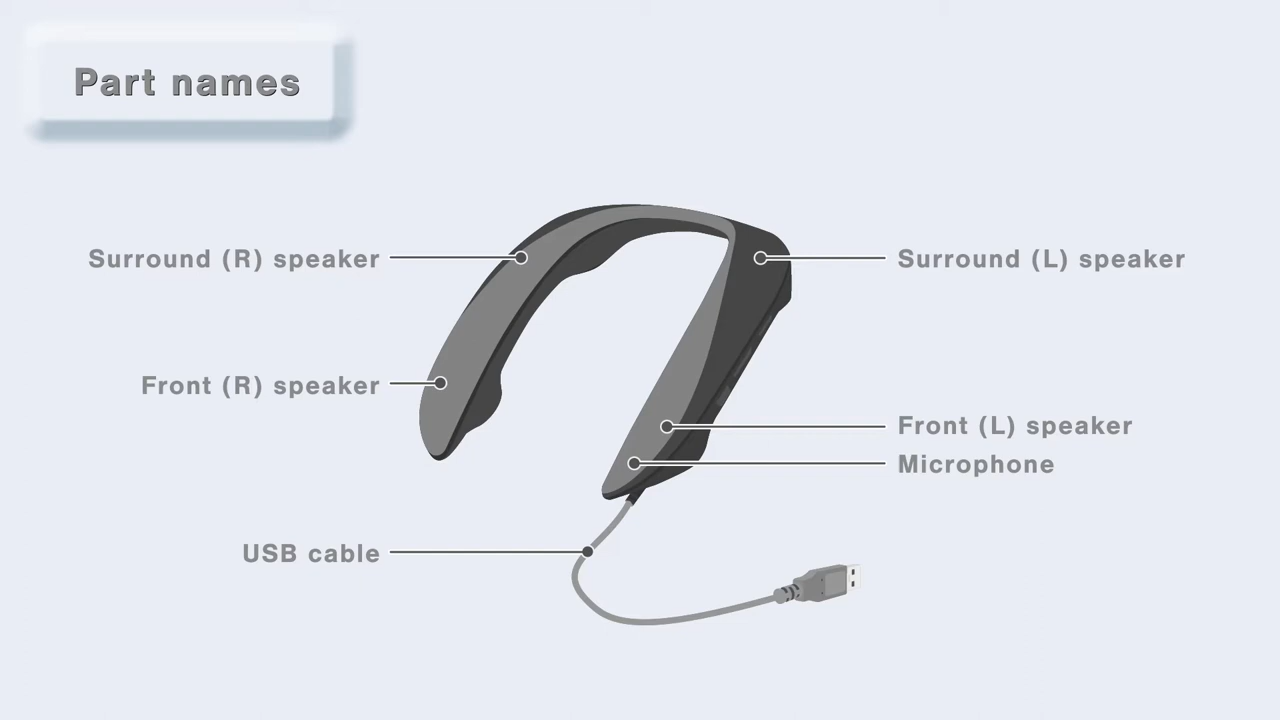 Part names
Surround (R) speaker
Surround (L) speaker
Front (R) speaker
Front (L) speaker
Microphone
USB cable